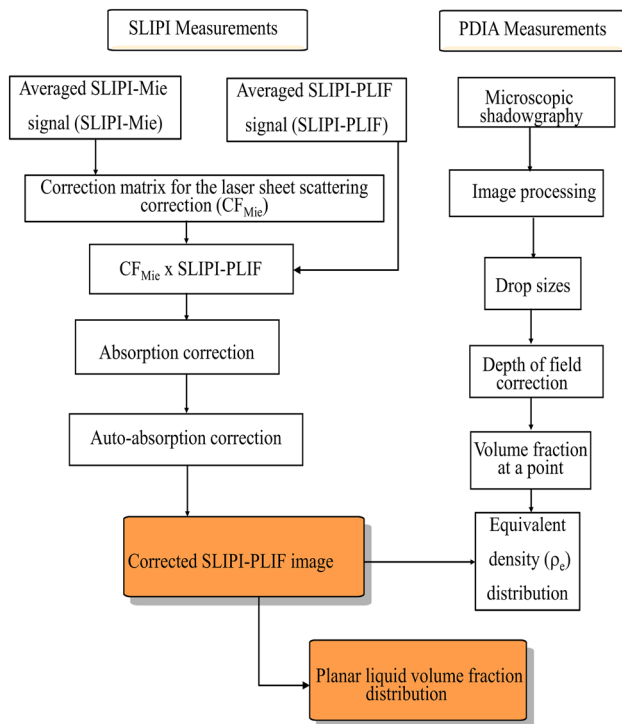 SLIPI Measurements
Averaged SLIPI-Mie
signal (SLIPI-Mie)
Averaged SLIPI-PLIF
signal (SLIPI-PLIF)
Correction matrix for the laser sheet scattering
correction (CF_Mie)
CF_Mie x SLIPI-PLIF
Absorption correction
Auto-absorption correction
Corrected SLIPI-PLIF image
Planar liquid volume fraction
distribution
PDIA Measurements
Microscopic
shadowgraphy
Image processing
Drop sizes
Depth of field
correction
Volume fraction
at a point
Equivalent
density (ρ_e)
distribution